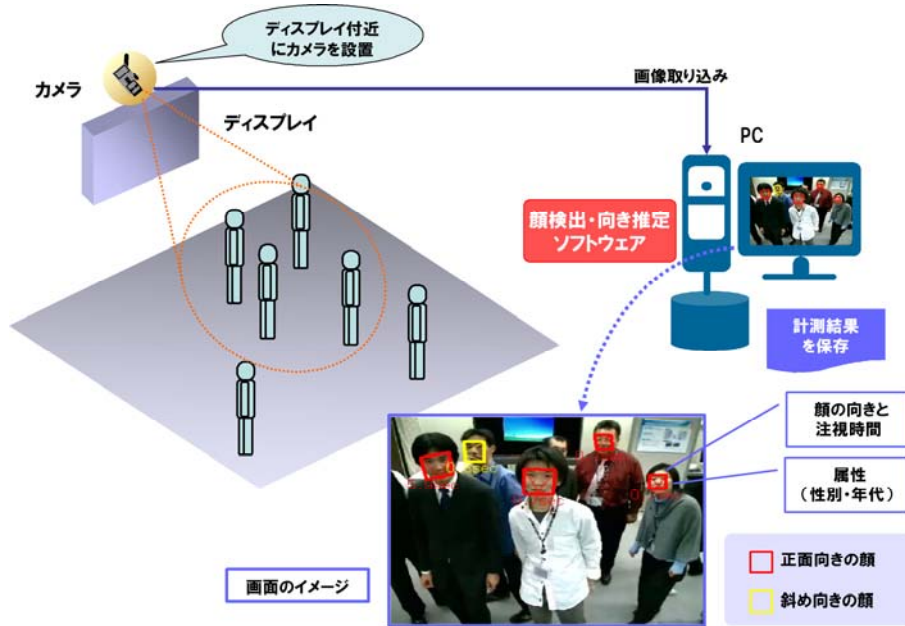 ディスプレイ付近
にカメラを設置
カメラ
画像取り込み
ディスプレイ
PC
顔検出・向き推定
ソフトウェア
計測結果
を保存
顔の向きと
注視時間
属性
（性別・年代）
画面のイメージ
正面向きの顔
斜め向きの顔